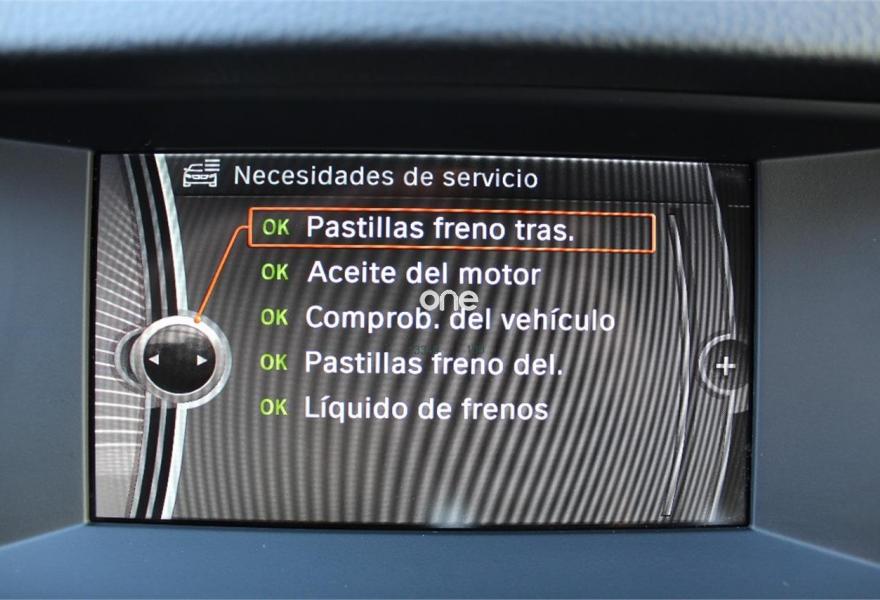 Necesidades de servicio
OK Pastillas freno tras.
OK Aceite del motor
one
OK Comprob. del vehículo
OK Pastillas freno del.
OK Líquido de frenos